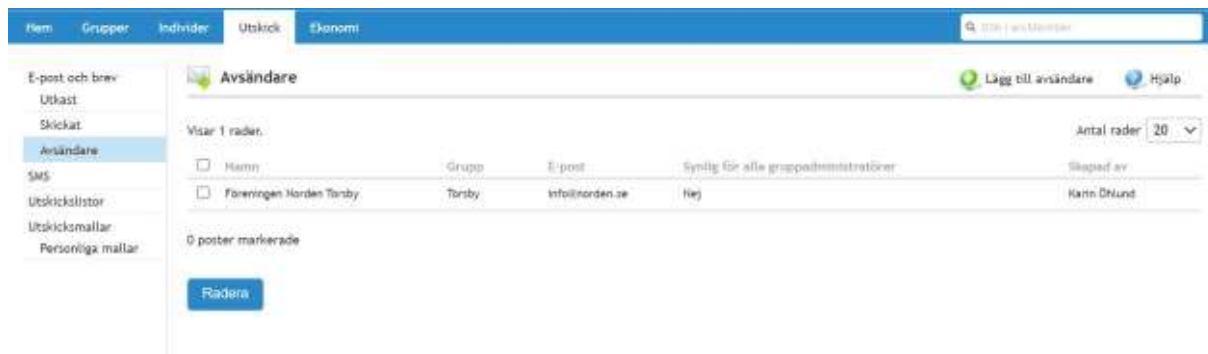 Hem Grupper Individer Utskick Ekonomi
E-post och brev
Utkast
Skickat
Avsändare
SMS
Utskickslistor
Utskicksmallar
Personliga mallar
Avsändare
Lägg till avsändare Hjälp
Visar 1 rader.
Antal rader 20
Namn Grupp E-post Synlig för alla gruppadministratörer Skapad av
Föreningen Norden Torsby Torsby info@norden.se Nej Karin Öhlund
0 poster markerade
Radera